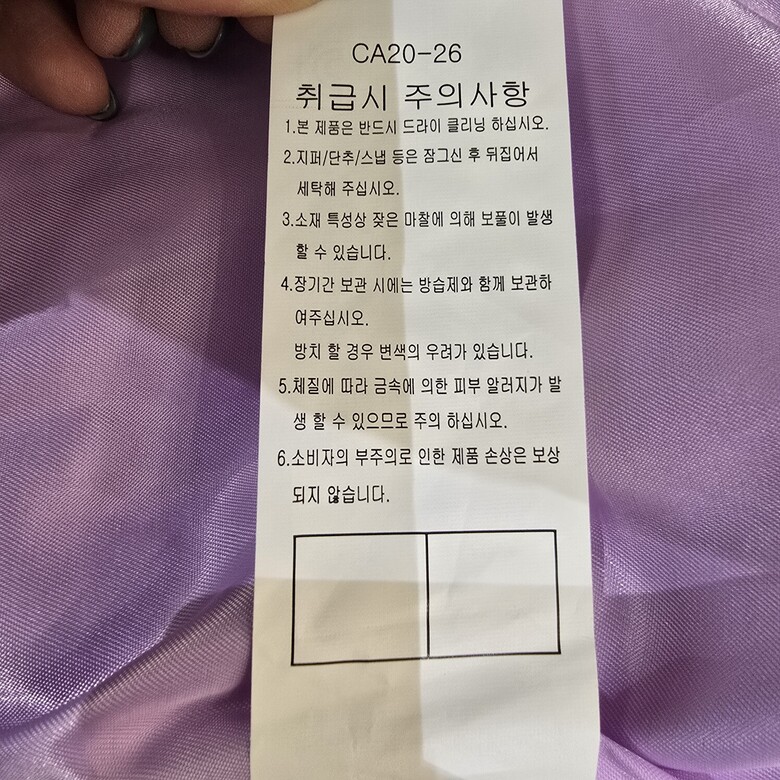 CA20-26
취급시 주의사항
1.본 제품은 반드시 드라이 클리닝 하십시오.
2.지퍼/단추/스냅 등은 잠그신 후 뒤집어서
세탁해 주십시오.
3.소재 특성상 잦은 마찰에 의해 보풀이 발생
할 수 있습니다.
4.장기간 보관 시에는 방습제와 함께 보관하
여주십시오.
방치 할 경우 변색의 우려가 있습니다.
5.체질에 따라 금속에 의한 피부 알러지가 발
생 할 수 있으므로 주의 하십시오.
6.소비자의 부주의로 인한 제품 손상은 보상
되지 않습니다.